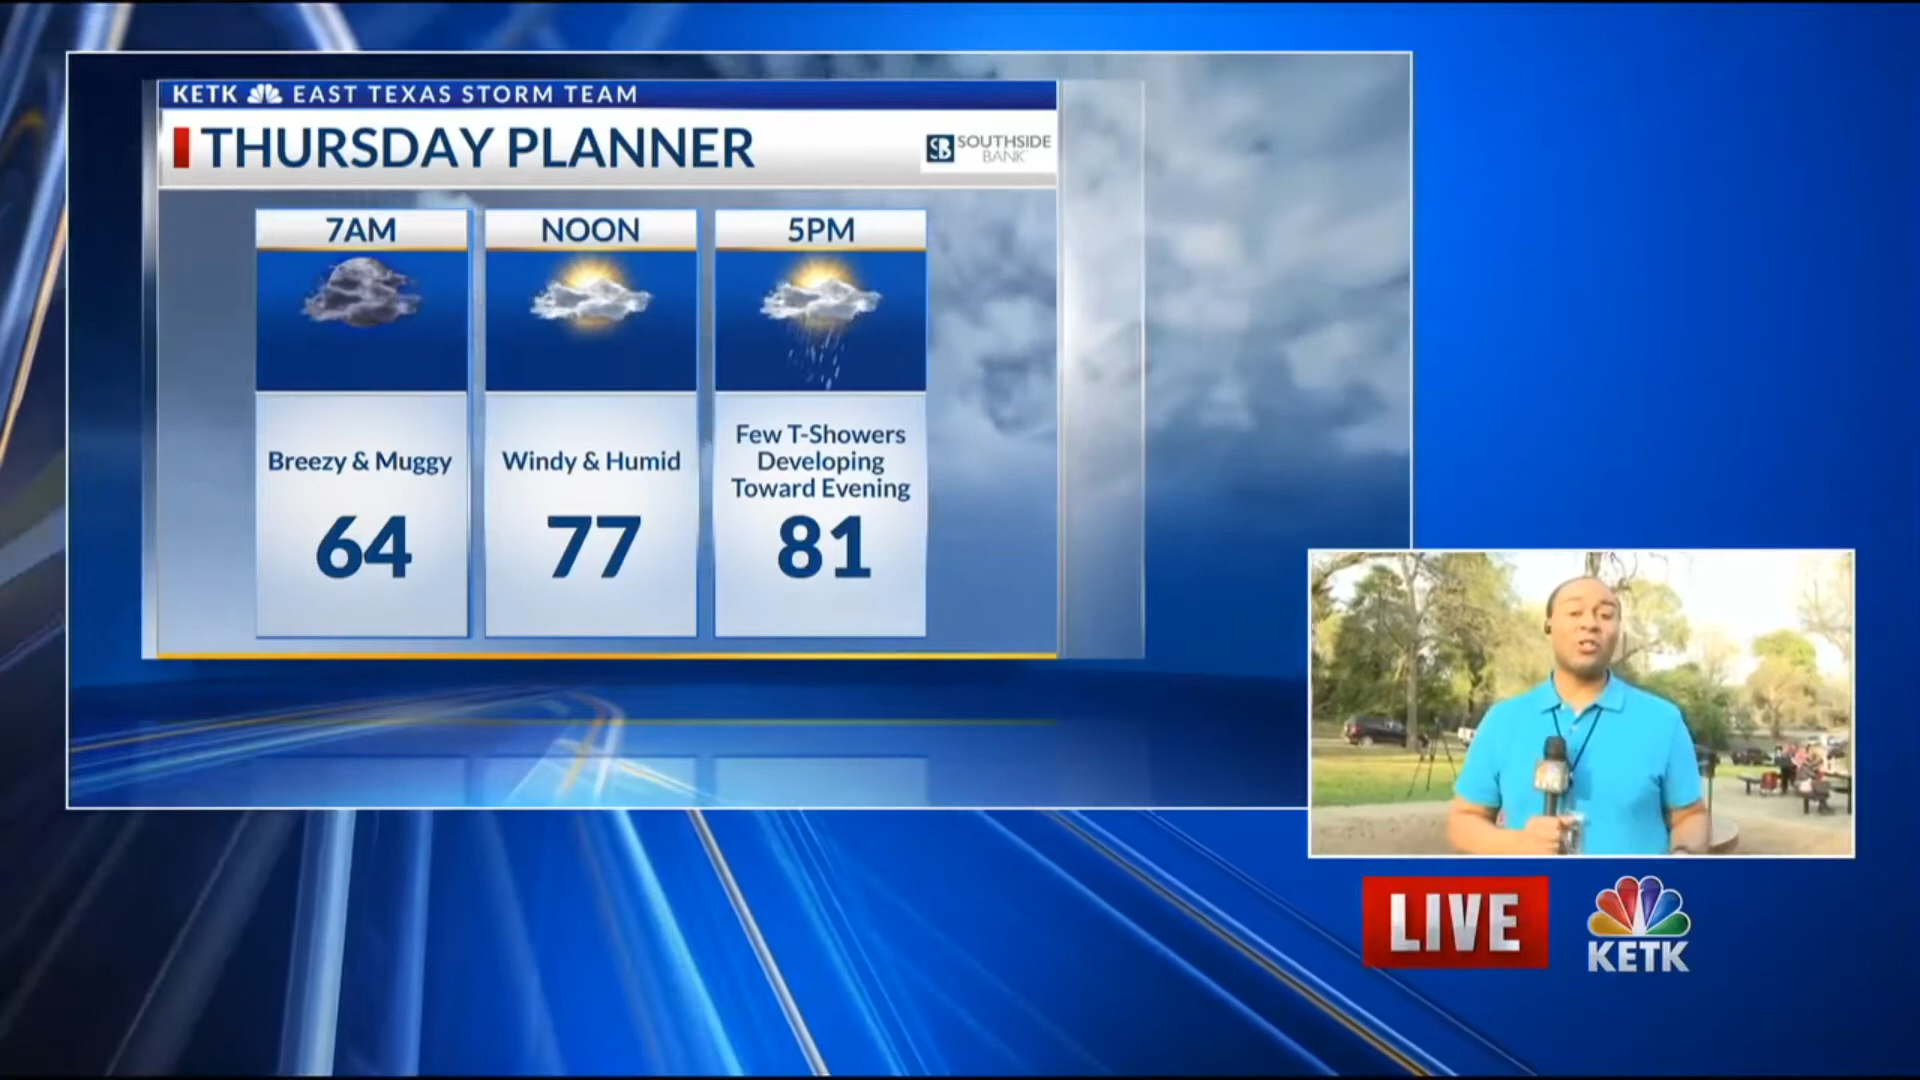 KETK EAST TEXAS STORM TEAM
THURSDAY PLANNER
SB SOUTHSIDE
BANK
7AM
NOON
5PM
Breezy & Muggy
Windy & Humid
Few T-Showers
Developing
Toward Evening
64
77
81
LIVE
KETK